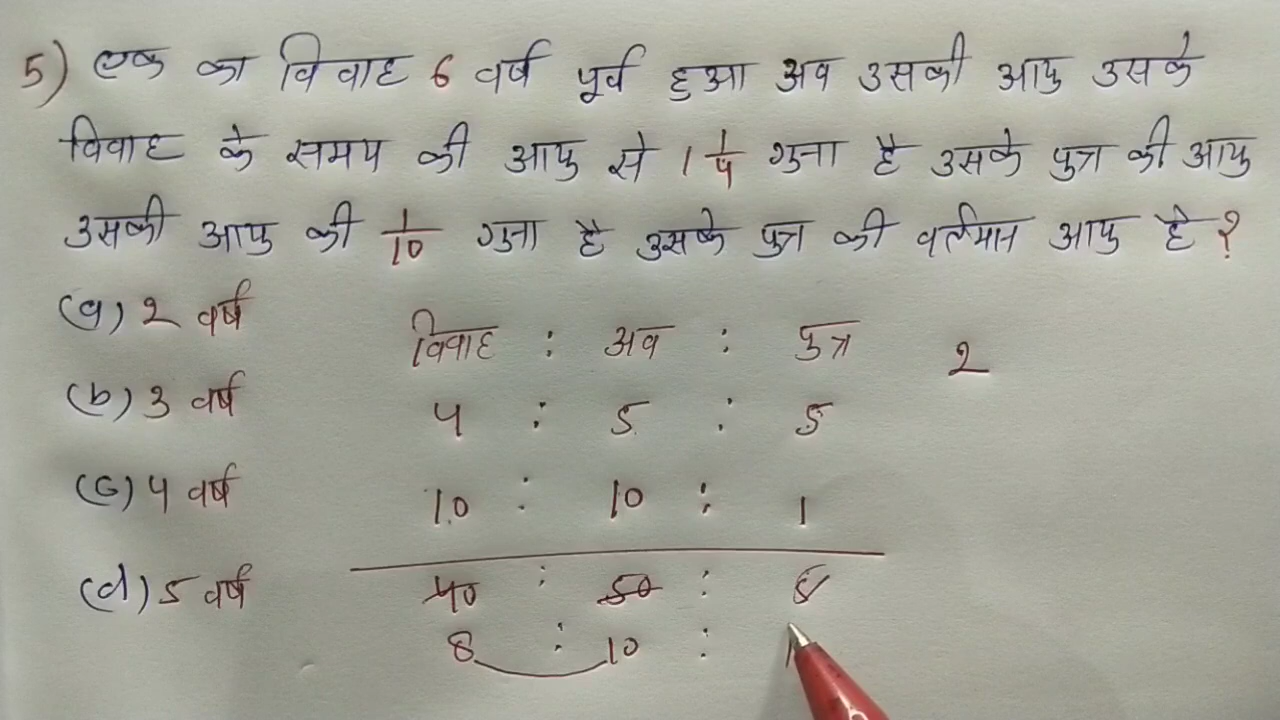 5) एक का विवाह 6 वर्ष पूर्व हुआ अब उसकी आयु उसके
विवाह के समय की आयु से 1 1/4 गुना है उसके पुत्र की आयु
उसकी आयु की 1/10 गुना है उसके पुत्र की वर्तमान आयु है ?
(a) 2 वर्ष
विवाह : अब : पुत्र 2
(b) 3 वर्ष
4 : 5 : 5
(c) 4 वर्ष
10 : 10 : 1
(d) 5 वर्ष
40 : 50 : 5
8 : 10 :